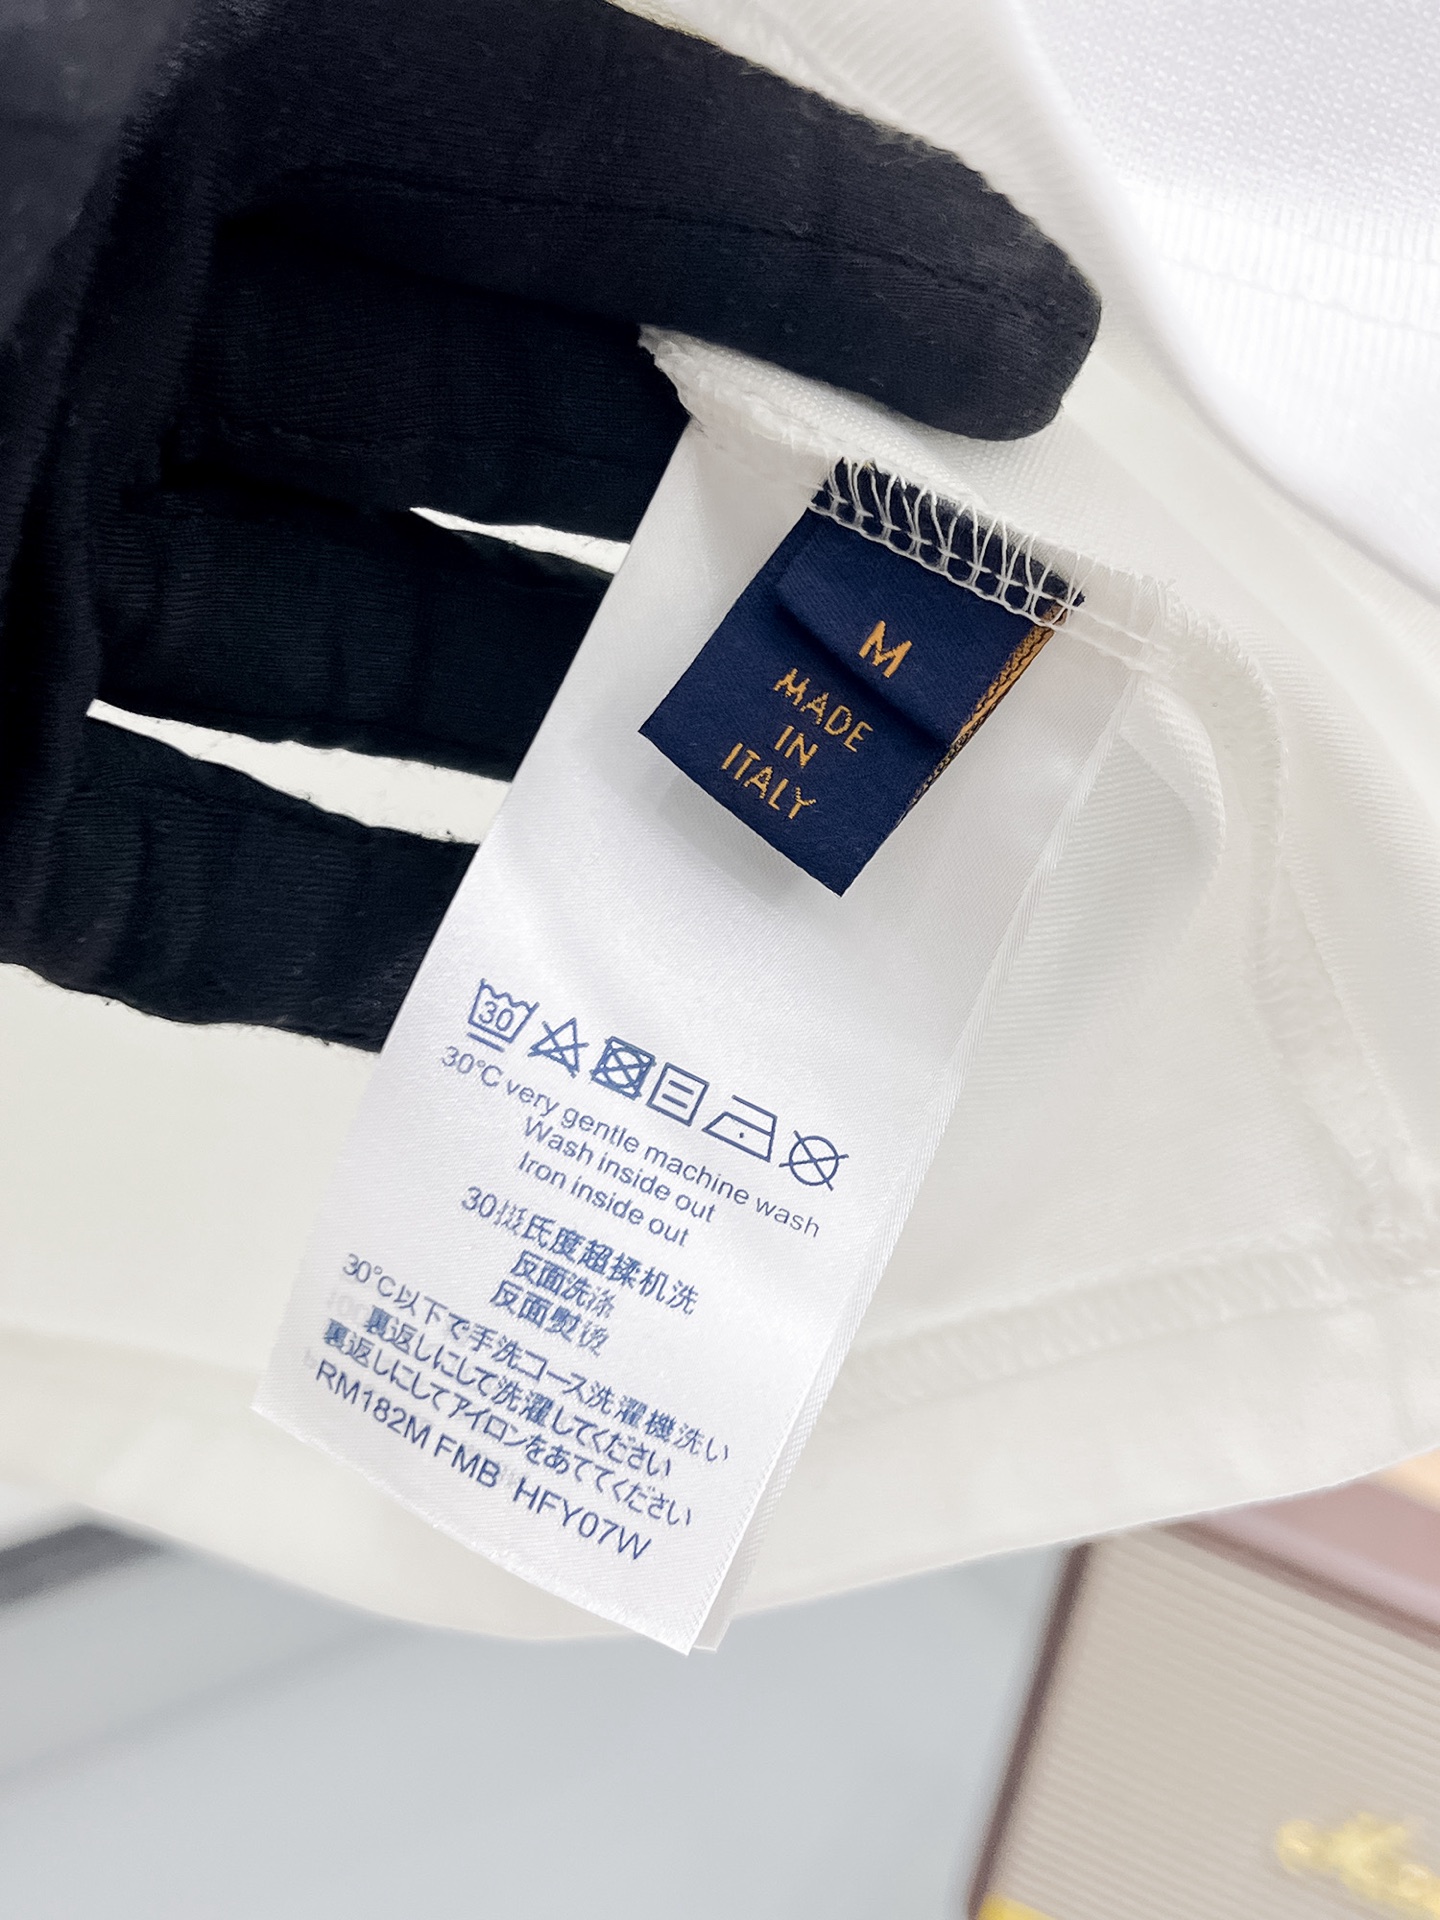 M
MADE
IN
ITALY
30
30°C very gentle machine wash
Wash inside out
Iron inside out
30摄氏度超揉机洗
反面洗涤
反面熨烫
30°C以下で手洗コース洗濯機洗い
裏返しにして洗濯してください
裏返しにしてアイロンをあててください
RM182M FMB HFY07W